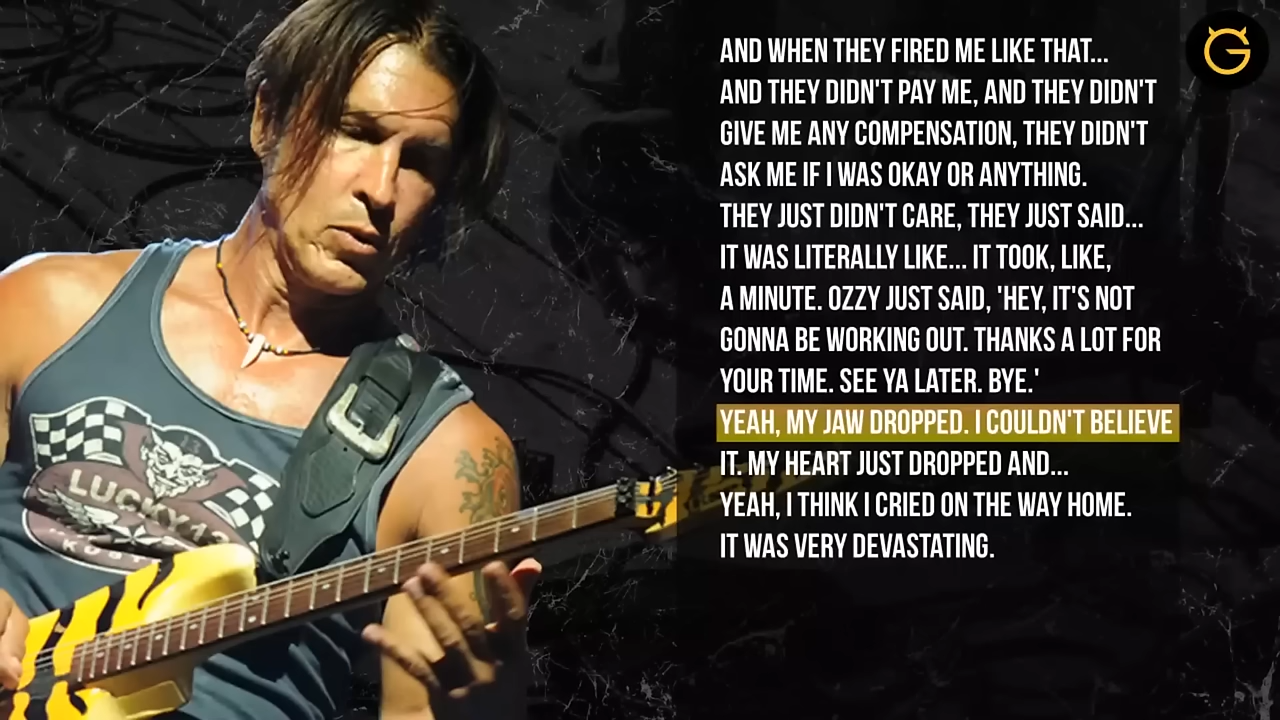 AND WHEN THEY FIRED ME LIKE THAT...
AND THEY DIDN'T PAY ME, AND THEY DIDN'T
GIVE ME ANY COMPENSATION, THEY DIDN'T
ASK ME IF I WAS OKAY OR ANYTHING.
THEY JUST DIDN'T CARE, THEY JUST SAID...
IT WAS LITERALLY LIKE... IT TOOK, LIKE,
A MINUTE. OZZY JUST SAID, 'HEY, IT'S NOT
GONNA BE WORKING OUT. THANKS A LOT FOR
YOUR TIME. SEE YA LATER. BYE.'
YEAH, MY JAW DROPPED. I COULDN'T BELIEVE
IT. MY HEART JUST DROPPED AND...
YEAH, I THINK I CRIED ON THE WAY HOME.
IT WAS VERY DEVASTATING.
G
LUCKY 13